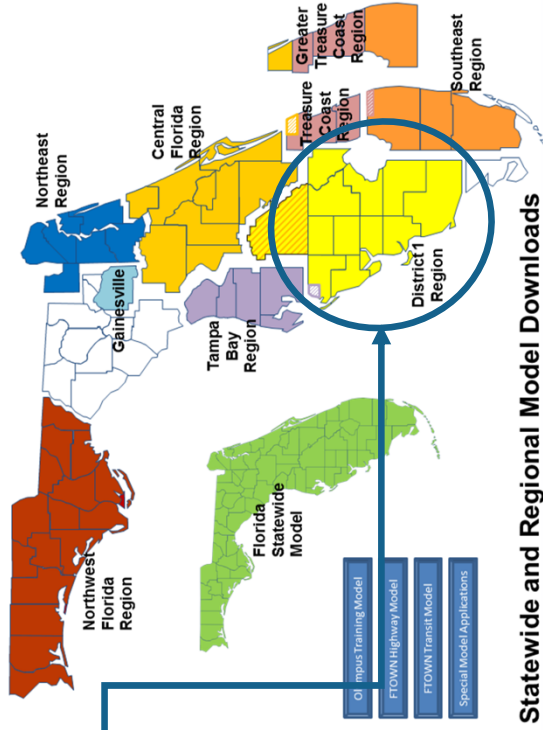 Northeast
Region
Central
Florida
Region
Greater
Treasure
Coast
Region
Treasure
Coast
Region
Southeast
Region
Gainesville
Tampa
Bay
Region
District 1
Region
Northwest
Florida
Region
Florida
Statewide
Model
Olympus Training Model
FTOWN Highway Model
FTOWN Transit Model
Special Model Applications
Statewide and Regional Model Downloads